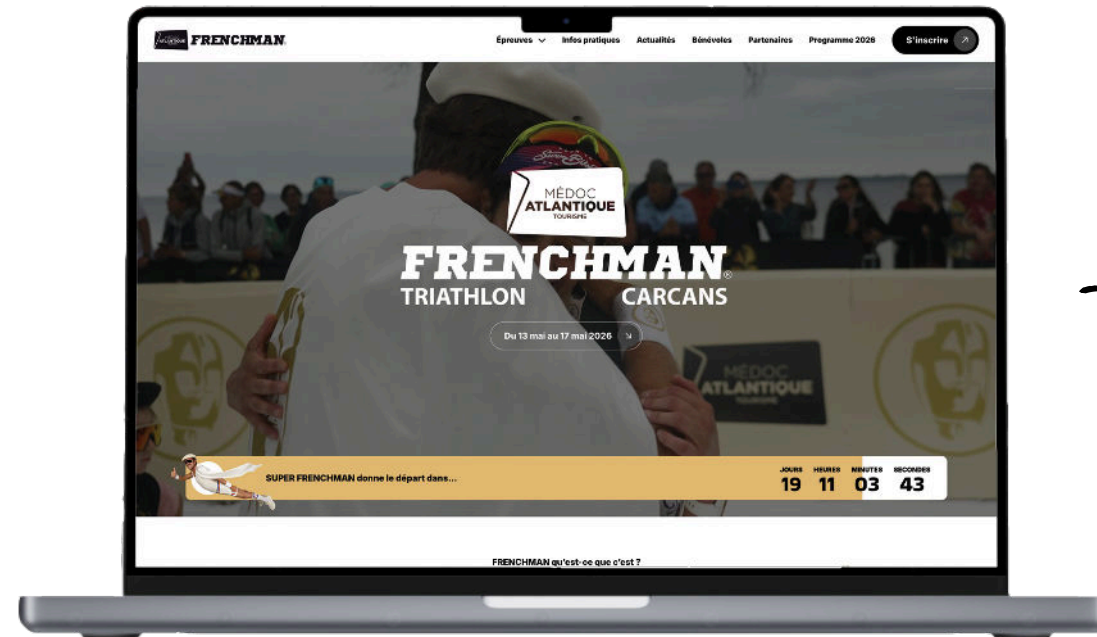 FRENCHMAN
Épreuves Infos pratiques Actualités Bénévoles Partenaires Programme 2026 S'inscrire
MÉDOC
ATLANTIQUE
TOURISME
FRENCHMAN®
TRIATHLON CARCANS
Du 13 mai au 17 mai 2026
MÉDOC
ATLANTIQUE
TOURISME
SUPER FRENCHMAN donne le départ dans...
JOURS HEURES MINUTES SECONDES
19 11 03 43
FRENCHMAN qu'est-ce que c'est ?